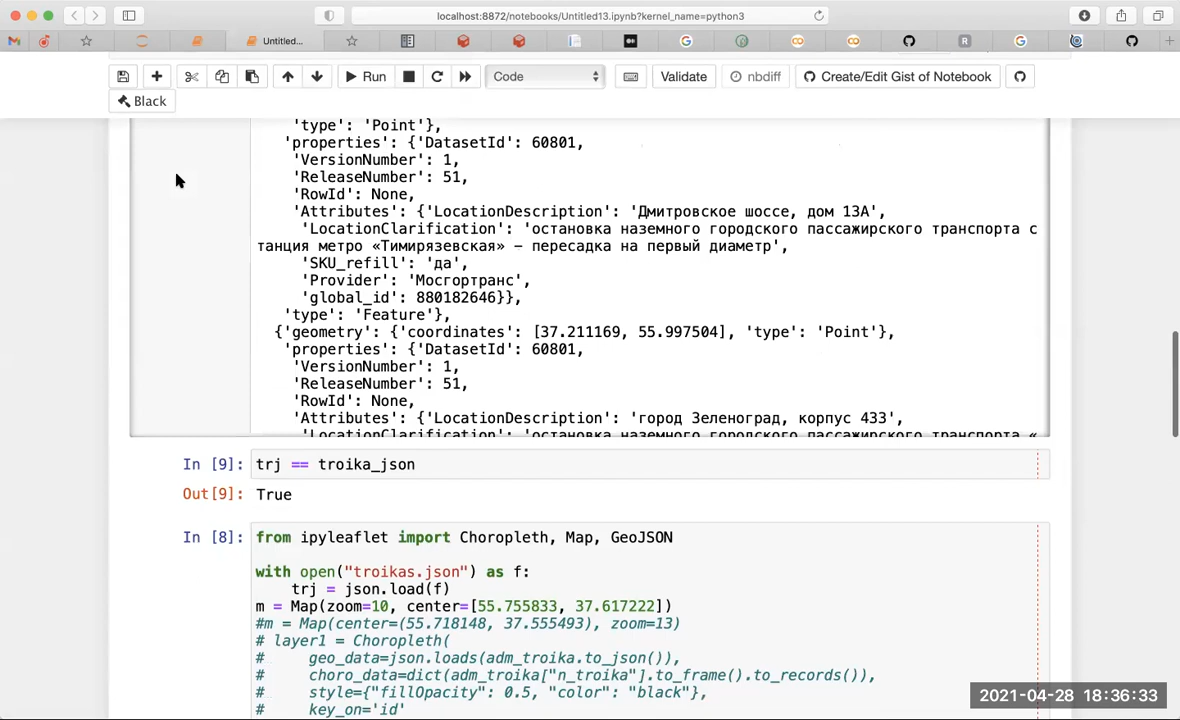 localhost:8872/notebooks/Untitled13.ipynb?kernel_name=python3
Untitled...
Run
Code
Validate
nbdiff
Create/Edit Gist of Notebook
Black
'type': 'Point'},
'properties': {'DatasetId': 60801,
'VersionNumber': 1,
'ReleaseNumber': 51,
'RowId': None,
'Attributes': {'LocationDescription': 'Дмитровское шоссе, дом 13А',
'LocationClarification': 'остановка наземного городского пассажирского транспорта с
танция метро «Тимирязевская» – пересадка на первый диаметр',
'SKU_refill': 'да',
'Provider': 'Мосгортранс',
'global_id': 880182646}},
'type': 'Feature'},
{'geometry': {'coordinates': [37.211169, 55.997504], 'type': 'Point'},
'properties': {'DatasetId': 60801,
'VersionNumber': 1,
'ReleaseNumber': 51,
'RowId': None,
'Attributes': {'LocationDescription': 'город Зеленоград, корпус 433',
'LocationClarification': 'остановка наземного городского пассажирского транспорта «
In [9]: trj == troika_json
Out[9]: True
In [8]: from ipyleaflet import Choropleth, Map, GeoJSON
with open("troikas.json") as f:
trj = json.load(f)
m = Map(zoom=10, center=[55.755833, 37.617222])
#m = Map(center=(55.718148, 37.555493), zoom=13)
# layer1 = Choropleth(
# geo_data=json.loads(adm_troika.to_json()),
# choro_data=dict(adm_troika["n_troika"].to_frame().to_records()),
# style={"fillOpacity": 0.5, "color": "black"},
# key_on='id'
2021-04-28 18:36:33